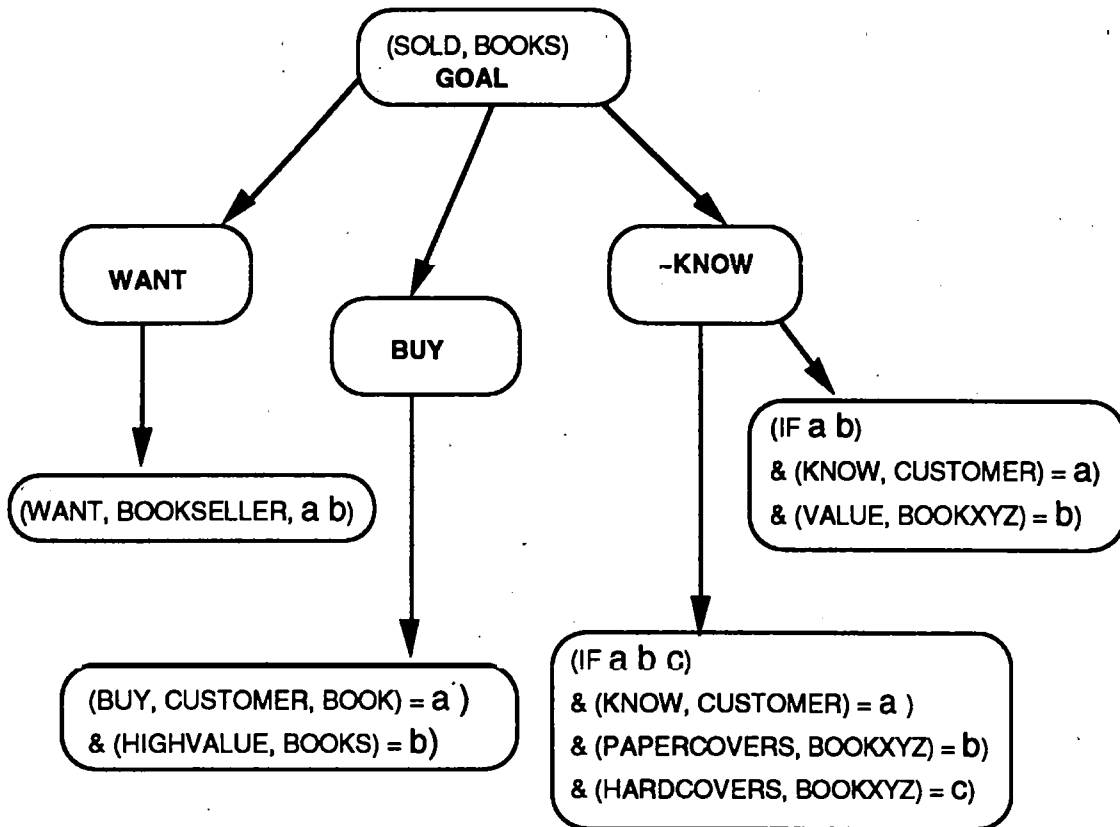 (SOLD, BOOKS)
GOAL
WANT
~KNOW
BUY
(IF a b)
& (KNOW, CUSTOMER) = a)
& (VALUE, BOOKXYZ) = b)
(WANT, BOOKSELLER, a b)
(BUY, CUSTOMER, BOOK) = a )
& (HIGHVALUE, BOOKS) = b)
(IF a b c)
& (KNOW, CUSTOMER) = a )
& (PAPERCOVERS, BOOKXYZ) = b)
& (HARDCOVERS, BOOKXYZ) = c)